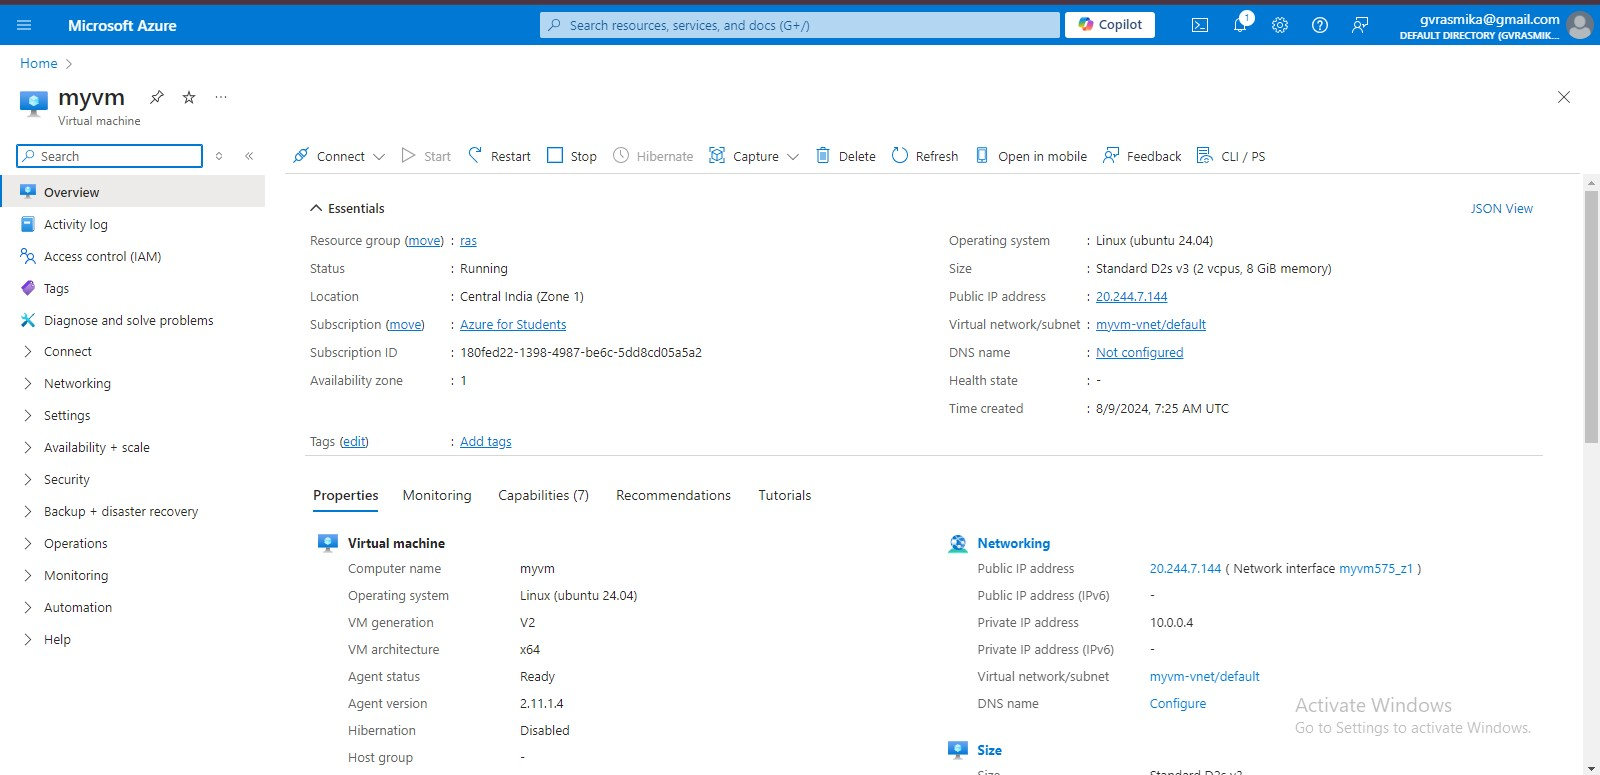 Microsoft Azure
Search resources, services, and docs (G+/)
Copilot
1
gvrasmika@gmail.com
DEFAULT DIRECTORY (GVRASMIK...
Home
myvm
Virtual machine
Search
Connect Start Restart Stop Hibernate Capture Delete Refresh Open in mobile Feedback CLI / PS
Overview
Activity log
Access control (IAM)
Tags
Diagnose and solve problems
Connect
Networking
Settings
Availability + scale
Security
Backup + disaster recovery
Operations
Monitoring
Automation
Help
Essentials
JSON View
Resource group (move) : ras
Status : Running
Location : Central India (Zone 1)
Subscription (move) : Azure for Students
Subscription ID : 180fed22-1398-4987-be6c-5dd8cd05a5a2
Availability zone : 1
Operating system : Linux (ubuntu 24.04)
Size : Standard D2s v3 (2 vcpus, 8 GiB memory)
Public IP address : 20.244.7.144
Virtual network/subnet : myvm-vnet/default
DNS name : Not configured
Health state : -
Time created : 8/9/2024, 7:25 AM UTC
Tags (edit) : Add tags
Properties Monitoring Capabilities (7) Recommendations Tutorials
Virtual machine
Computer name myvm
Operating system Linux (ubuntu 24.04)
VM generation V2
VM architecture x64
Agent status Ready
Agent version 2.11.1.4
Hibernation Disabled
Host group -
Networking
Public IP address 20.244.7.144 ( Network interface myvm575_z1 )
Public IP address (IPv6) -
Private IP address 10.0.0.4
Private IP address (IPv6) -
Virtual network/subnet myvm-vnet/default
DNS name Configure
Size
Size Standard D2s v3
Activate Windows
Go to Settings to activate Windows.